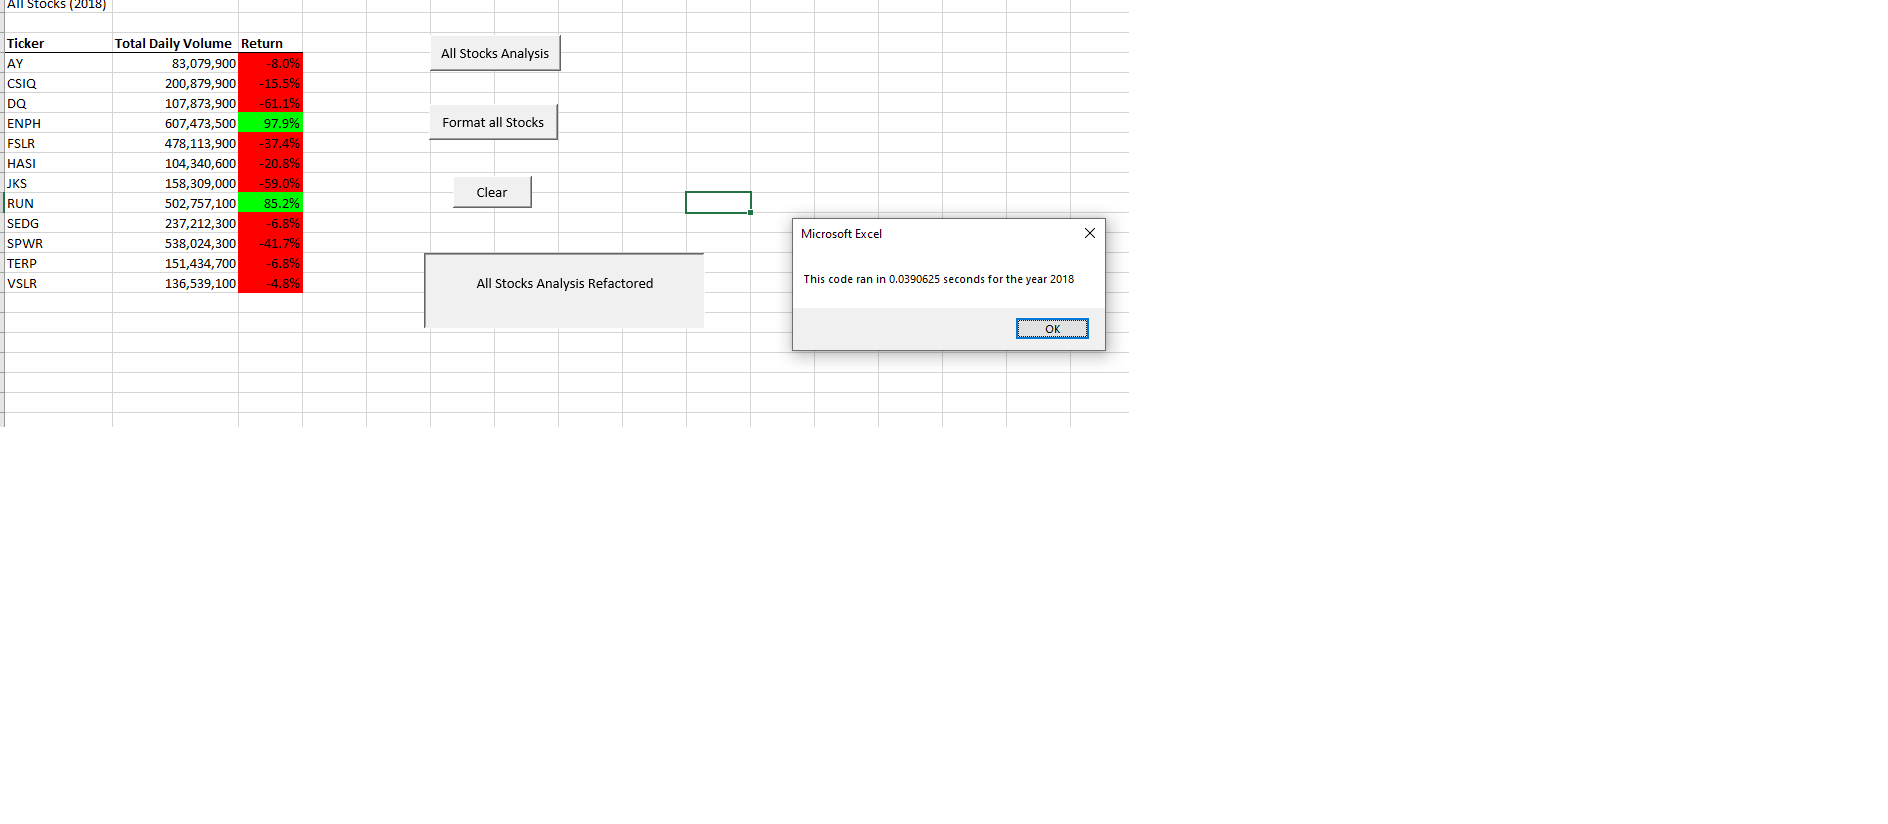 All Stocks (2018)
Ticker Total Daily Volume Return
AY 83,079,900 -8.0%
CSIQ 200,879,900 -15.5%
DQ 107,873,900 -61.1%
ENPH 607,473,500 97.9%
FSLR 478,113,900 -37.4%
HASI 104,340,600 -20.8%
JKS 158,309,000 -59.0%
RUN 502,757,100 85.2%
SEDG 237,212,300 -6.8%
SPWR 538,024,300 -41.7%
TERP 151,434,700 -6.8%
VSLR 136,539,100 -4.8%
All Stocks Analysis
Format all Stocks
Clear
All Stocks Analysis Refactored
Microsoft Excel
This code ran in 0.0390625 seconds for the year 2018
OK